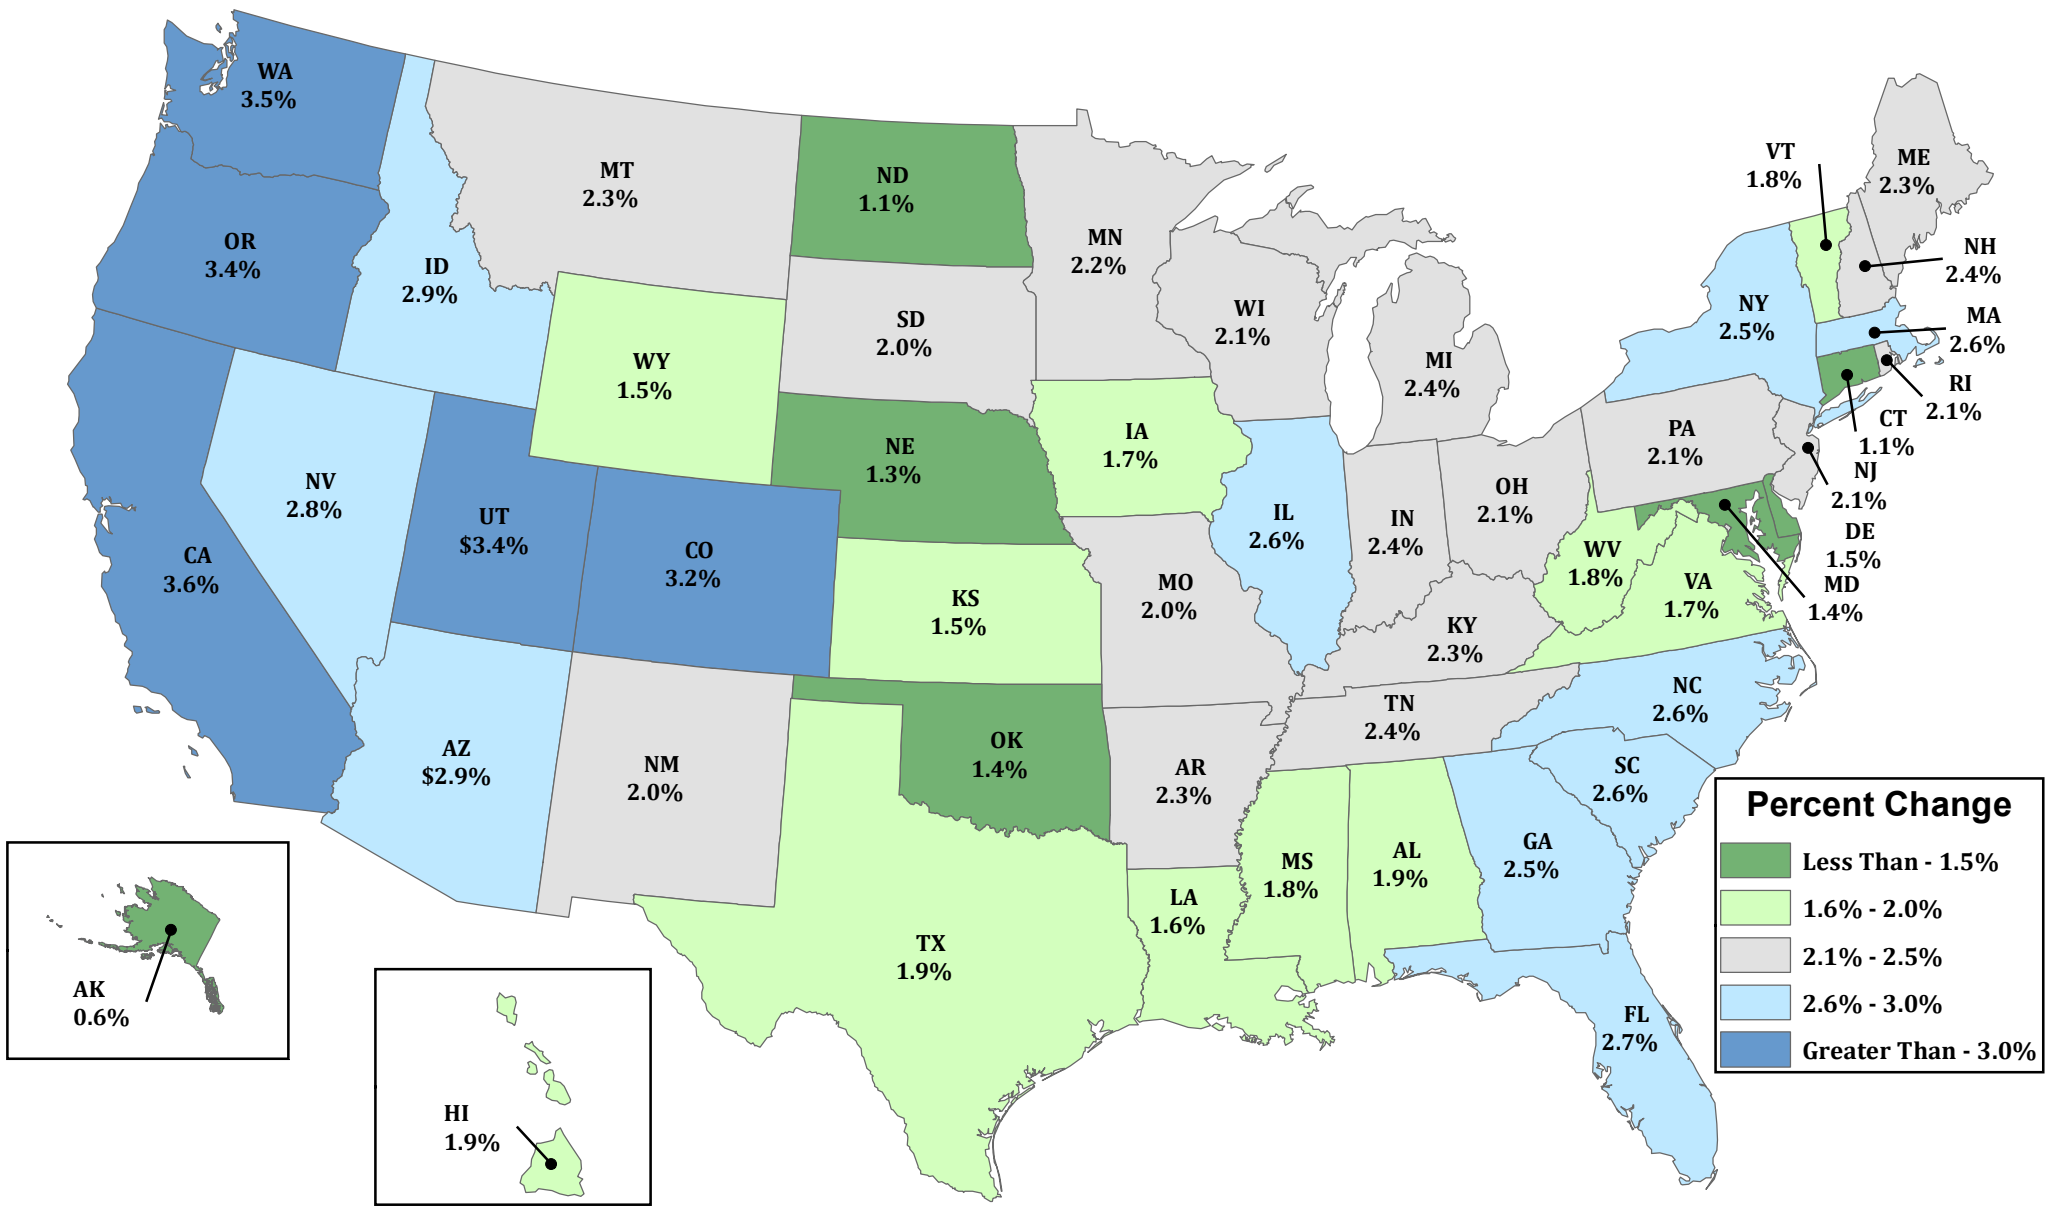 WA
3.5%
MT
2.3%
ND
1.1%
VT
1.8%
ME
2.3%
OR
3.4%
ID
2.9%
MN
2.2%
NH
2.4%
WY
1.5%
SD
2.0%
WI
2.1%
MI
2.4%
NY
2.5%
MA
2.6%
RI
2.1%
CT
1.1%
NV
2.8%
UT
$3.4%
CO
3.2%
NE
1.3%
IA
1.7%
IL
2.6%
IN
2.4%
OH
2.1%
PA
2.1%
NJ
2.1%
DE
1.5%
MD
1.4%
CA
3.6%
KS
1.5%
MO
2.0%
KY
2.3%
WV
1.8%
VA
1.7%
AZ
$2.9%
NM
2.0%
OK
1.4%
AR
2.3%
TN
2.4%
NC
2.6%
SC
2.6%
TX
1.9%
LA
1.6%
MS
1.8%
AL
1.9%
GA
2.5%
FL
2.7%
AK
0.6%
HI
1.9%
Percent Change
Less Than - 1.5%
1.6% - 2.0%
2.1% - 2.5%
2.6% - 3.0%
Greater Than - 3.0%